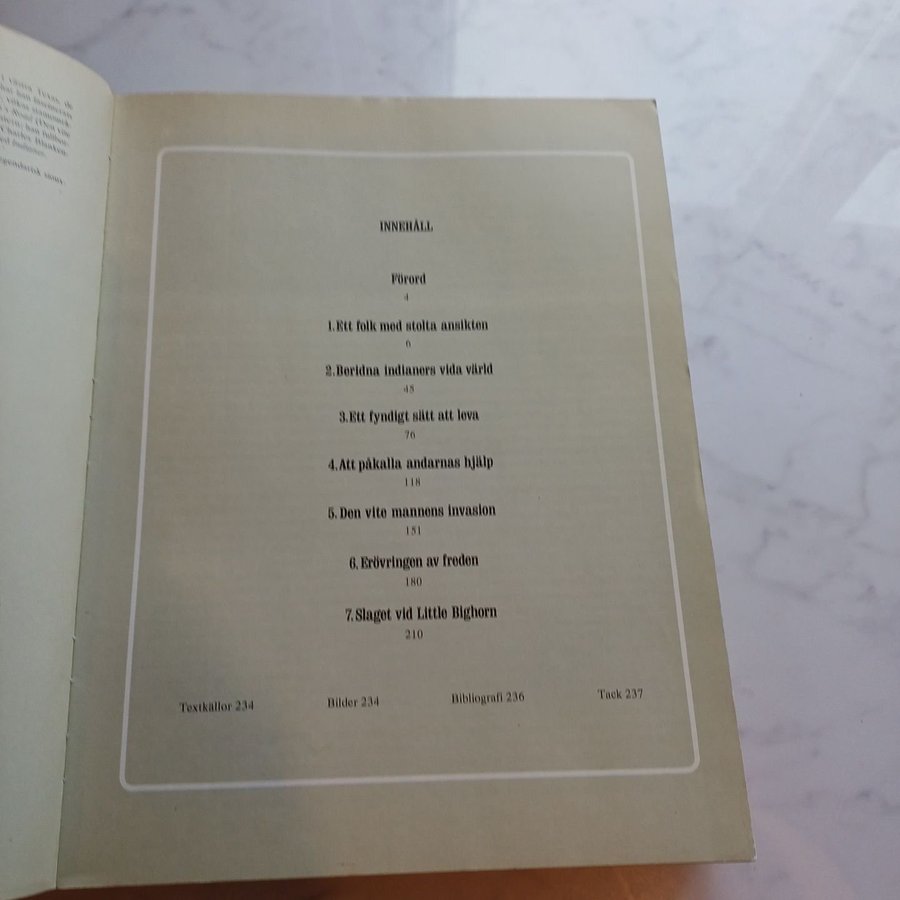 INNEHÅLL
Förord
4
1. Ett folk med stolta ansikten
6
2. Beridna indianers vida värld
45
3. Ett fyndigt sätt att leva
76
4. Att påkalla andarnas hjälp
118
5. Den vite mannens invasion
151
6. Erövringen av freden
180
7. Slaget vid Little Bighorn
210
Textkällor 234 Bilder 234 Bibliografi 236 Tack 237